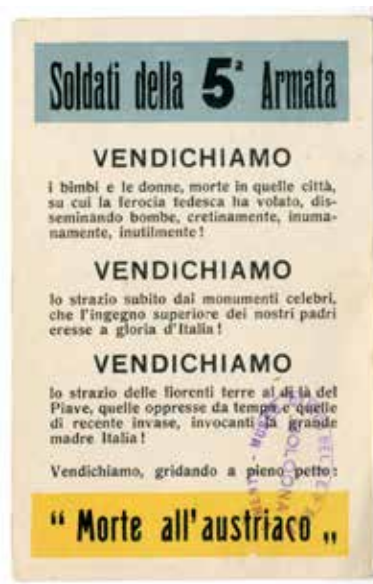 Soldati della 5ª Armata
VENDICHIAMO
i bimbi e le donne, morte in quelle città,
su cui la ferocia tedesca ha volato, dis-
seminando bombe, cretinamente, inuma-
namente, inutilmente!
VENDICHIAMO
lo strazio subìto dai monumenti celebri,
che l'ingegno superiore dei nostri padri
eresse a gloria d'Italia!
VENDICHIAMO
lo strazio delle fiorenti terre al di là del
Piave, quelle oppresse da tempo e quelle
di recente invase, invocanti la grande
madre Italia!
Vendichiamo, gridando a pieno petto:
“ Morte all'austriaco „
BOLOGNA